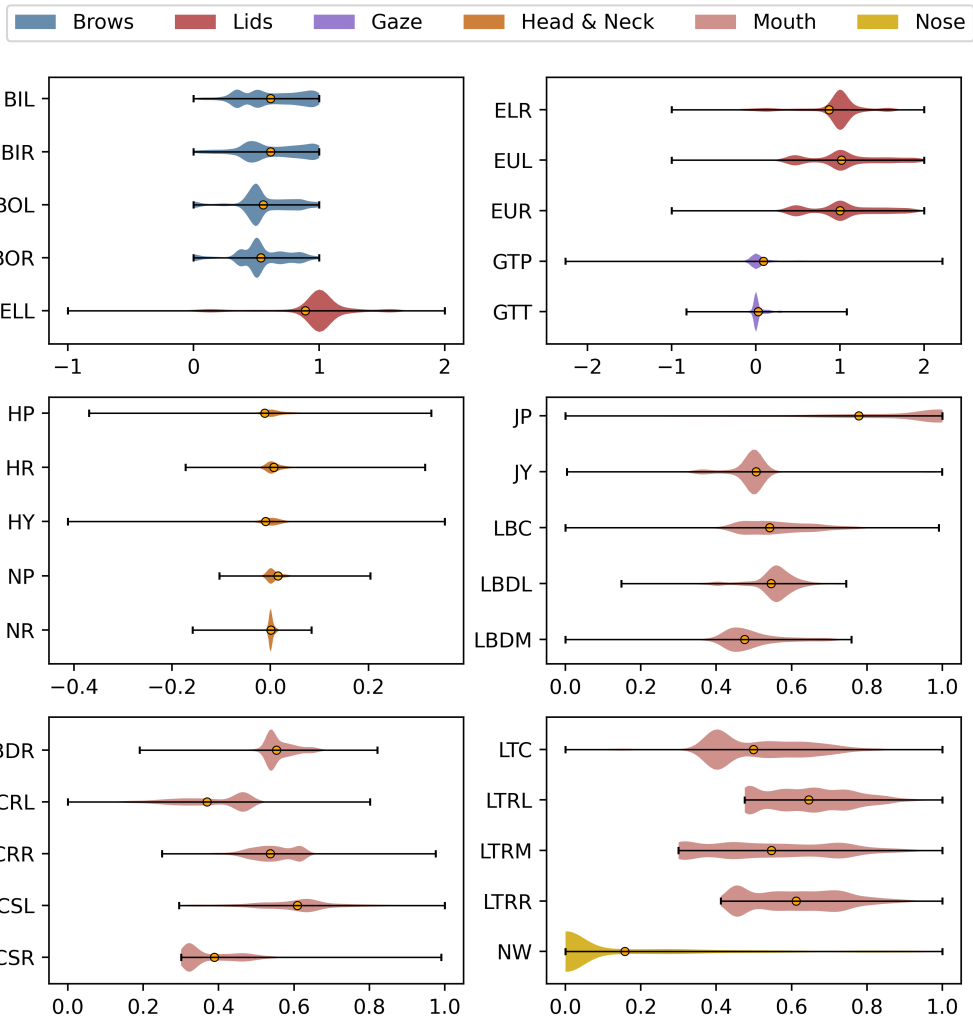 Brows Lids Gaze Head & Neck Mouth Nose
BIL
BIR
BOL
BOR
ELL
−1 0 1 2
ELR
EUL
EUR
GTP
GTT
−2 −1 0 1 2
HP
HR
HY
NP
NR
−0.4 −0.2 0.0 0.2
JP
JY
LBC
LBDL
LBDM
0.0 0.2 0.4 0.6 0.8 1.0
BDR
CRL
CRR
CSL
CSR
0.0 0.2 0.4 0.6 0.8 1.0
LTC
LTRL
LTRM
LTRR
NW
0.0 0.2 0.4 0.6 0.8 1.0